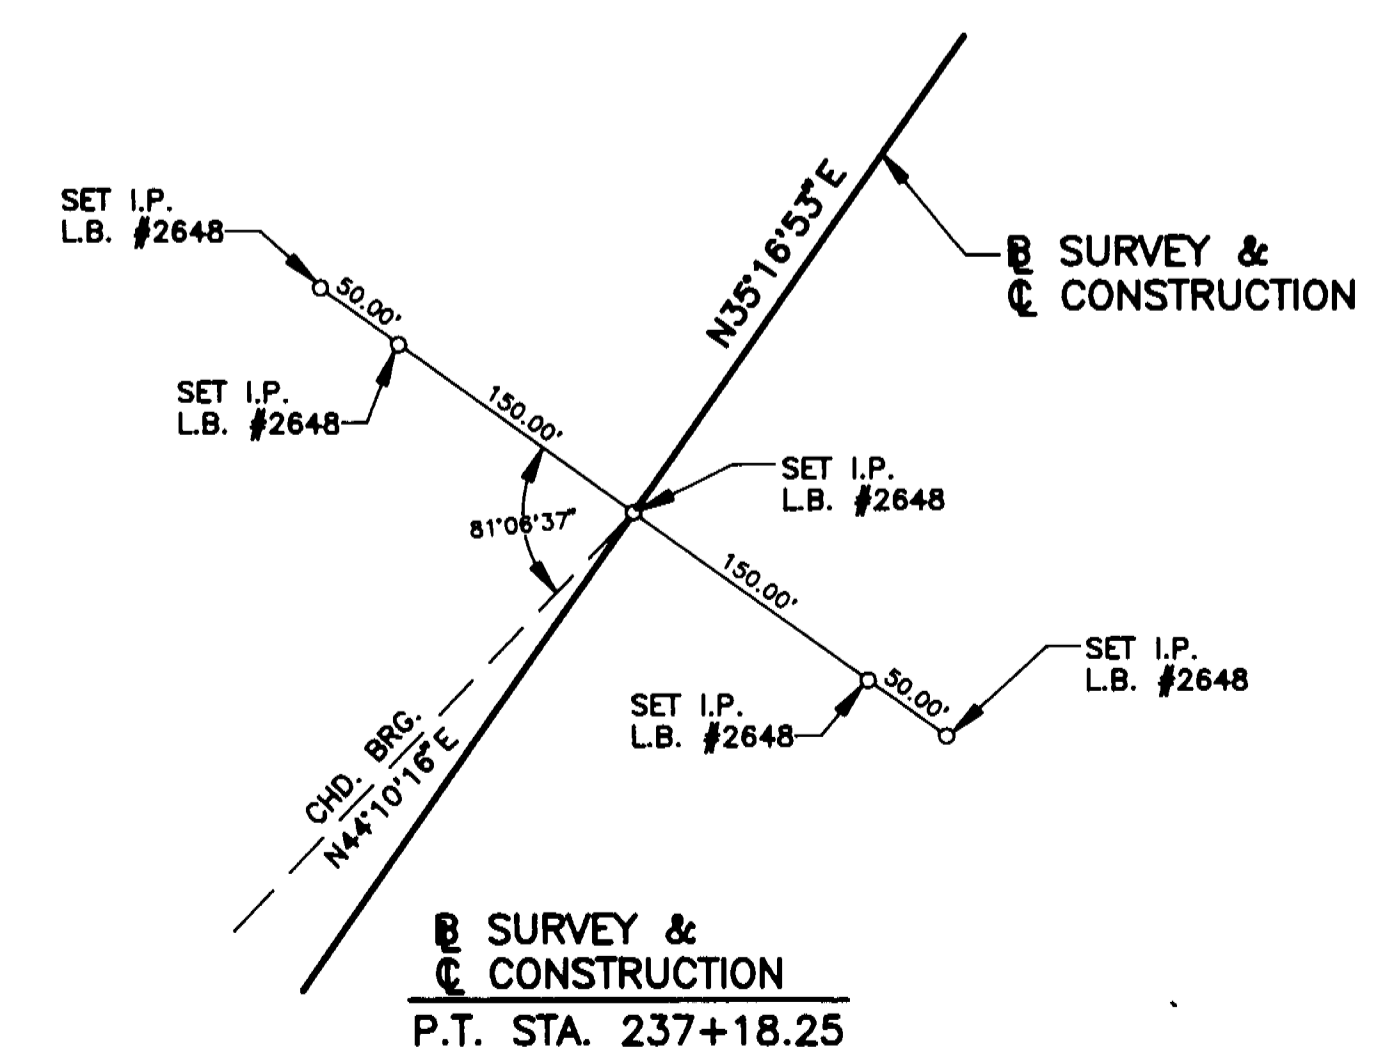 SET I.P.
L.B. #2648
50.00'
SET I.P.
L.B. #2648
150.00'
N35°16'53"E
℄ SURVEY &
℄ CONSTRUCTION
SET I.P.
L.B. #2648
81°06'37"
150.00'
SET I.P.
L.B. #2648
50.00'
SET I.P.
L.B. #2648
CHD. BRG.
N44°10'16"E
BL SURVEY &
℄ CONSTRUCTION
P.T. STA. 237+18.25